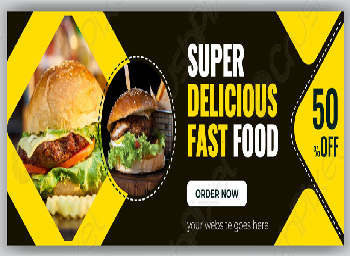 SUPER
DELICIOUS
FAST FOOD
50
%OFF
ORDER NOW
your website goes here